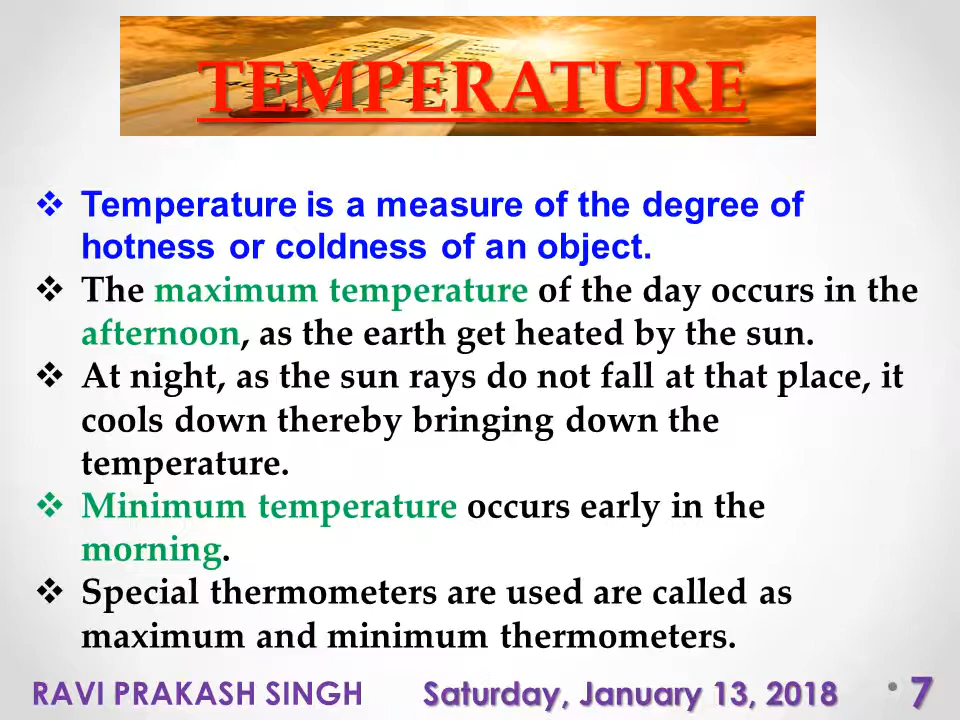 TEMPERATURE
❖ Temperature is a measure of the degree of
hotness or coldness of an object.
❖ The maximum temperature of the day occurs in the
afternoon, as the earth get heated by the sun.
❖ At night, as the sun rays do not fall at that place, it
cools down thereby bringing down the
temperature.
❖ Minimum temperature occurs early in the
morning.
❖ Special thermometers are used are called as
maximum and minimum thermometers.
RAVI PRAKASH SINGH Saturday, January 13, 2018 • 7